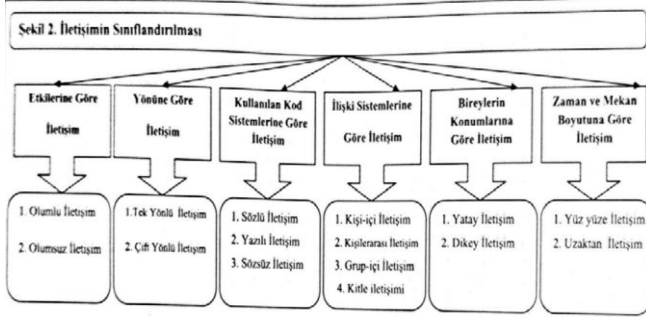 Şekil 2. İletişimin Sınıflandırılması
Etkilerine Göre
İletişim
Yönüne Göre
İletişim
Kullanılan Kod
Sistemlerine Göre
İletişim
İlişki Sistemlerine
Göre İletişim
Bireylerin
Konumlarına
Göre İletişim
Zaman ve Mekan
Boyutuna Göre
İletişim
1. Olumlu İletişim
2. Olumsuz İletişim
1.Tek Yönlü İletişim
2. Çift Yönlü İletişim
1. Sözlü İletişim
2. Yazılı İletişim
3. Sözsüz İletişim
1. Kişi-içi İletişim
2. Kişilerarası İletişim
3. Grup-içi İletişim
4. Kitle iletişimi
1. Yatay İletişim
2. Dikey İletişim
1. Yüz yüze İletişim
2. Uzaktan İletişim